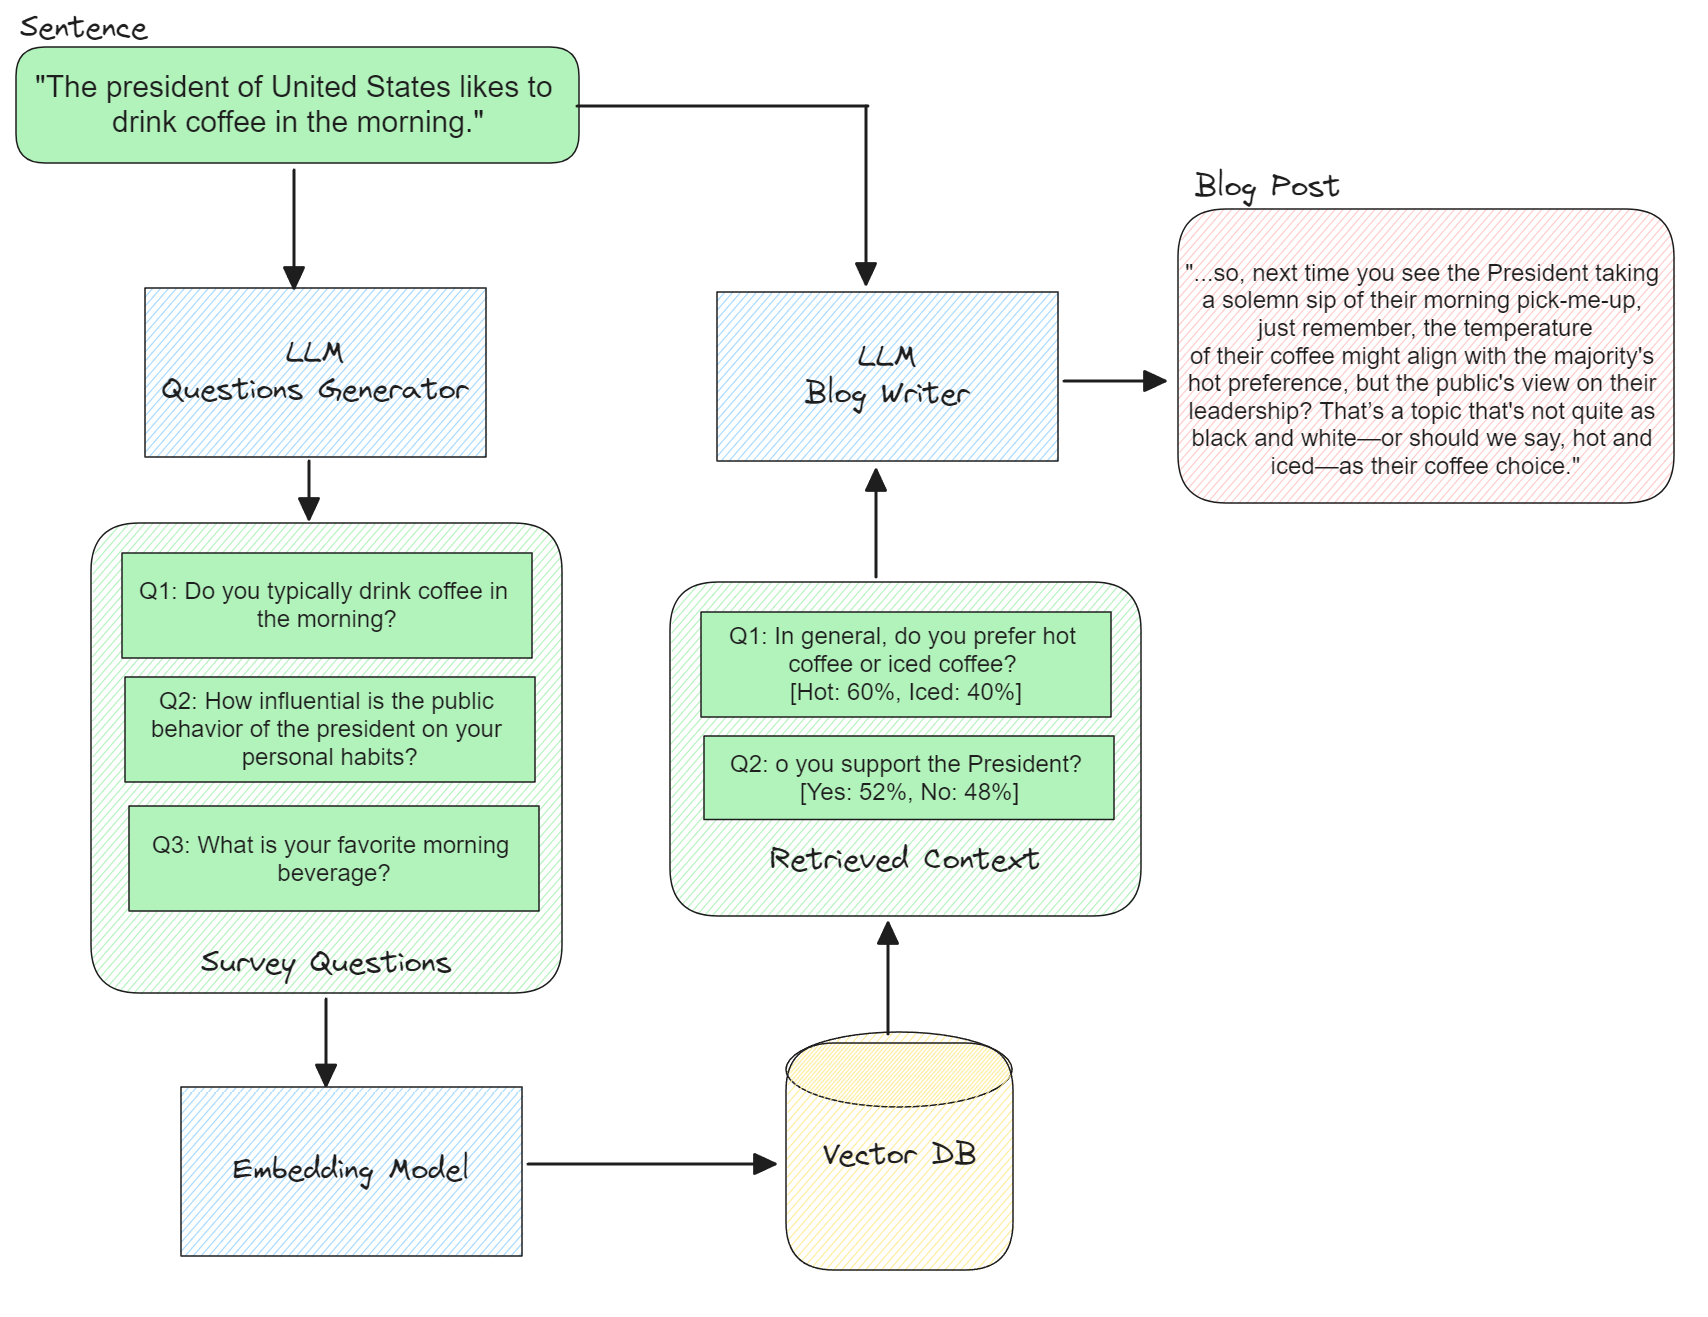 Sentence
"The president of United States likes to
drink coffee in the morning."
LLM
Questions Generator
Q1: Do you typically drink coffee in
the morning?
Q2: How influential is the public
behavior of the president on your
personal habits?
Q3: What is your favorite morning
beverage?
Survey Questions
Embedding Model
Vector DB
Q1: In general, do you prefer hot
coffee or iced coffee?
[Hot: 60%, Iced: 40%]
Q2: o you support the President?
[Yes: 52%, No: 48%]
Retrieved Context
LLM
Blog Writer
Blog Post
"...so, next time you see the President taking
a solemn sip of their morning pick-me-up,
just remember, the temperature
of their coffee might align with the majority's
hot preference, but the public's view on their
leadership? That’s a topic that's not quite as
black and white—or should we say, hot and
iced—as their coffee choice."